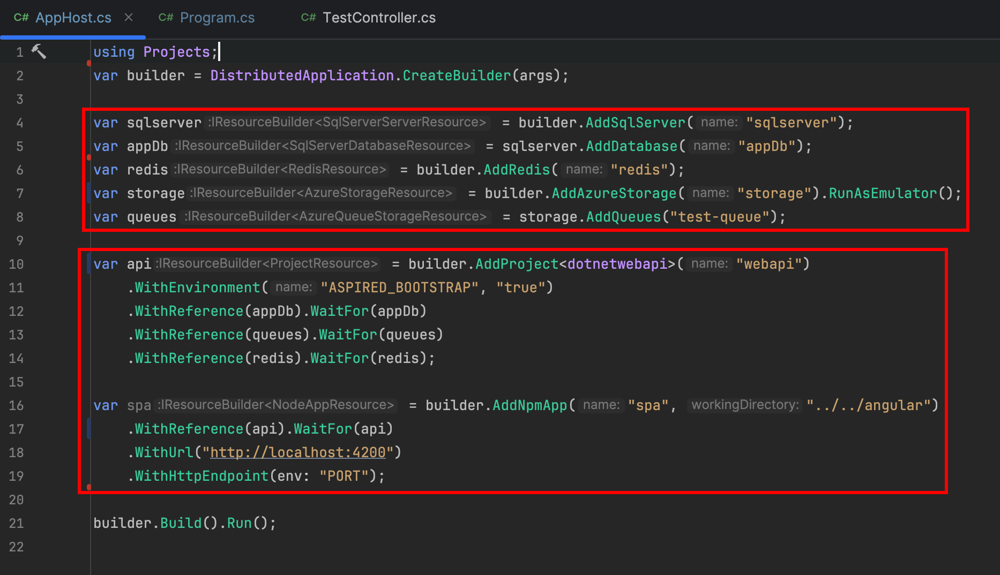 C# AppHost.cs × C# Program.cs C# TestController.cs
1 using Projects;
2 var builder = DistributedApplication.CreateBuilder(args);
3
4 var sqlserver :IResourceBuilder<SqlServerServerResource> = builder.AddSqlServer( name: "sqlserver");
5 var appDb :IResourceBuilder<SqlServerDatabaseResource> = sqlserver.AddDatabase( name: "appDb");
6 var redis :IResourceBuilder<RedisResource> = builder.AddRedis( name: "redis");
7 var storage :IResourceBuilder<AzureStorageResource> = builder.AddAzureStorage( name: "storage").RunAsEmulator();
8 var queues :IResourceBuilder<AzureQueueStorageResource> = storage.AddQueues("test-queue");
9
10 var api :IResourceBuilder<ProjectResource> = builder.AddProject<dotnetwebapi>( name: "webapi")
11 .WithEnvironment( name: "ASPIRED_BOOTSTRAP", "true")
12 .WithReference(appDb).WaitFor(appDb)
13 .WithReference(queues).WaitFor(queues)
14 .WithReference(redis).WaitFor(redis);
15
16 var spa :IResourceBuilder<NodeAppResource> = builder.AddNpmApp( name: "spa", workingDirectory: "../../angular")
17 .WithReference(api).WaitFor(api)
18 .WithUrl("http://localhost:4200")
19 .WithHttpEndpoint(env: "PORT");
20
21 builder.Build().Run();
22